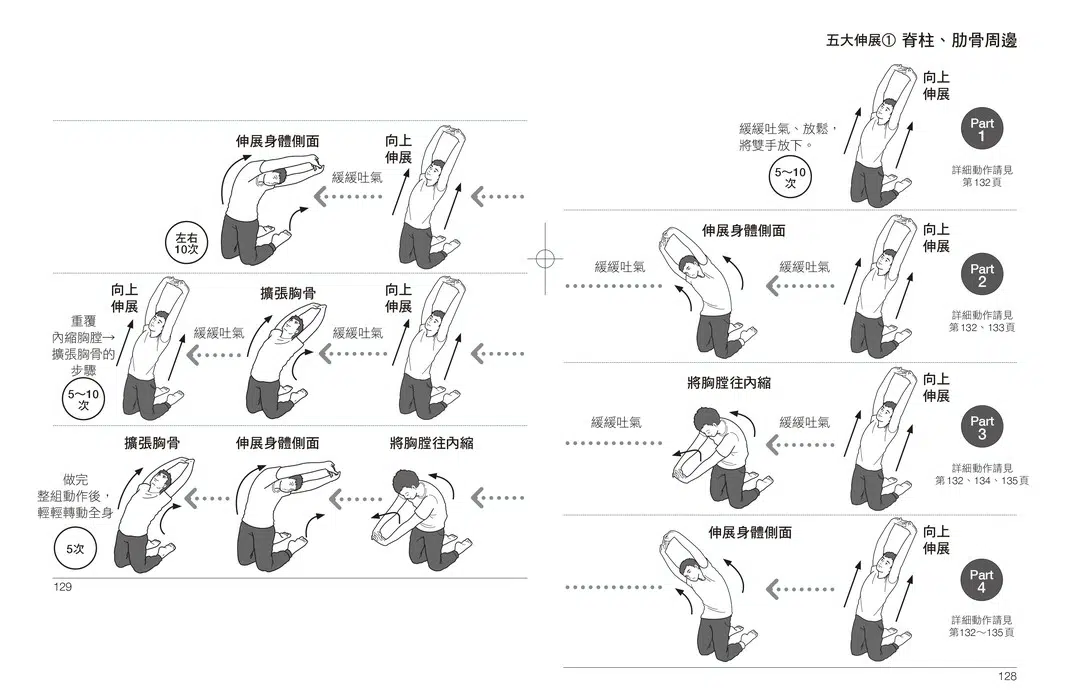 五大伸展① 脊柱、肋骨周邊
Part
1
詳細動作請見
第132頁
向上
伸展
緩緩吐氣、放鬆,
將雙手放下。
5～10
次
Part
2
詳細動作請見
第132、133頁
向上
伸展
緩緩吐氣
伸展身體側面
緩緩吐氣
Part
3
詳細動作請見
第132、134、135頁
向上
伸展
緩緩吐氣
將胸膛往內縮
緩緩吐氣
Part
4
詳細動作請見
第132～135頁
向上
伸展
伸展身體側面
128
向上
伸展
緩緩吐氣
伸展身體側面
左右
10次
向上
伸展
緩緩吐氣
擴張胸骨
緩緩吐氣
向上
伸展
重覆
內縮胸膛→
擴張胸骨的
步驟
5～10
次
將胸膛往內縮
伸展身體側面
擴張胸骨
做完
整組動作後,
輕輕轉動全身
5次
129